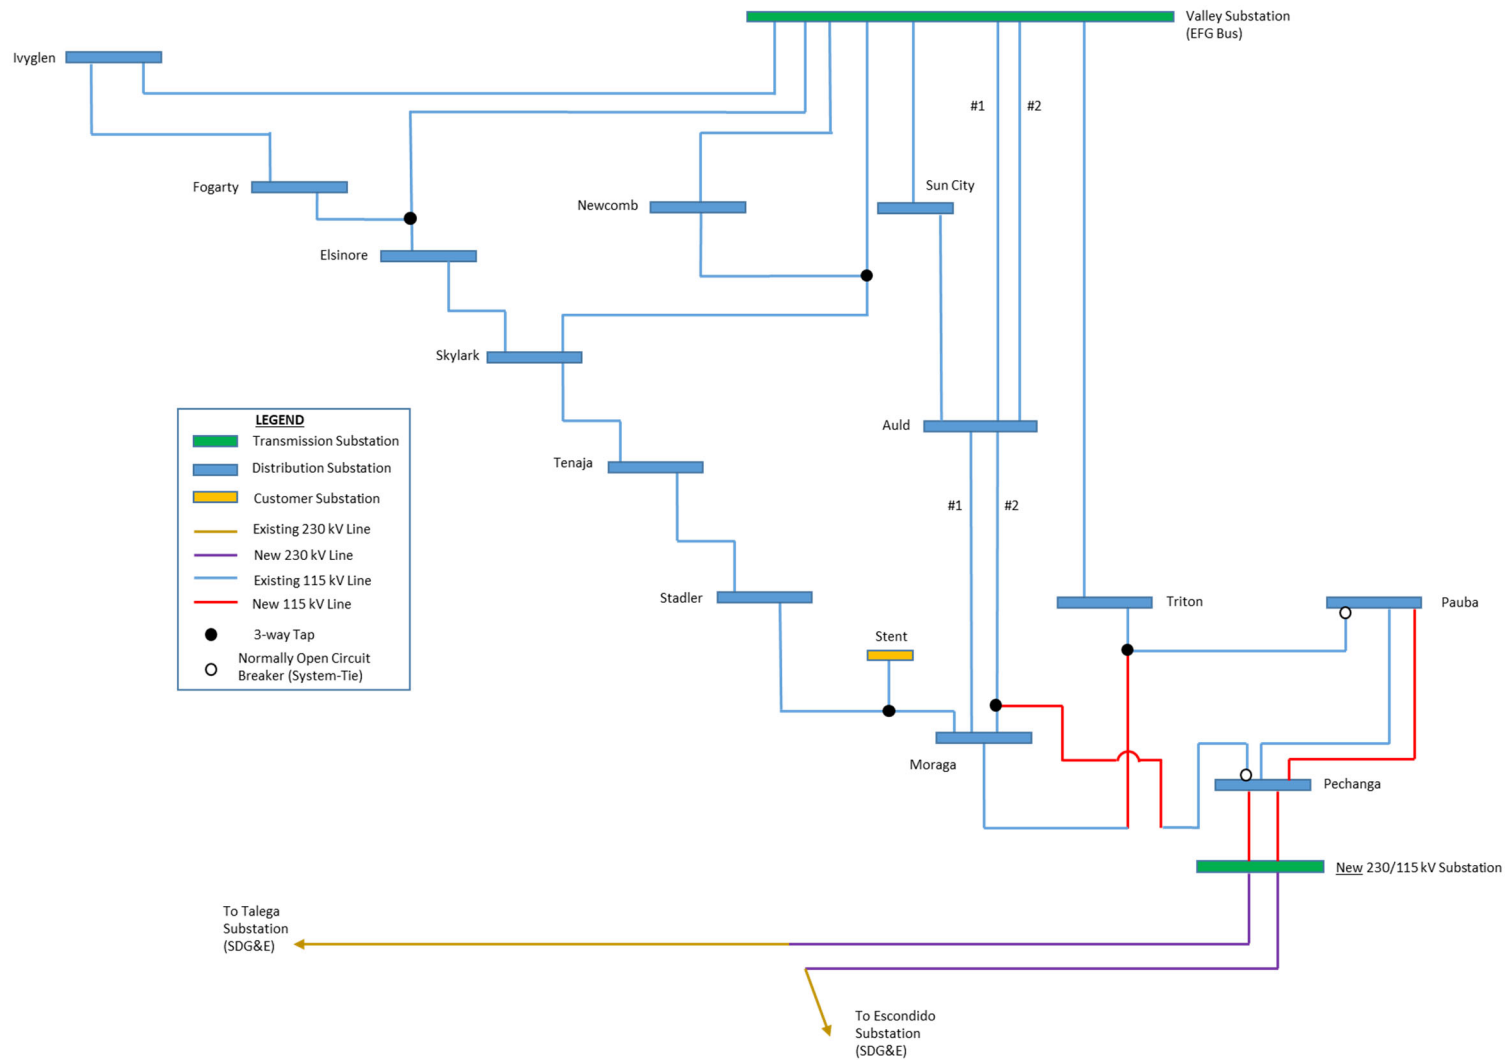 Valley Substation
(EFG Bus)
Ivyglen
#1
#2
Fogarty
Sun City
Newcomb
Elsinore
Skylark
LEGEND
Transmission Substation
Distribution Substation
Customer Substation
Existing 230 kV Line
New 230 kV Line
Existing 115 kV Line
New 115 kV Line
3-way Tap
Normally Open Circuit
Breaker (System-Tie)
Auld
Tenaja
#1
#2
Stadler
Triton
Pauba
Stent
Moraga
Pechanga
New 230/115 kV Substation
To Talega
Substation
(SDG&E)
To Escondido
Substation
(SDG&E)